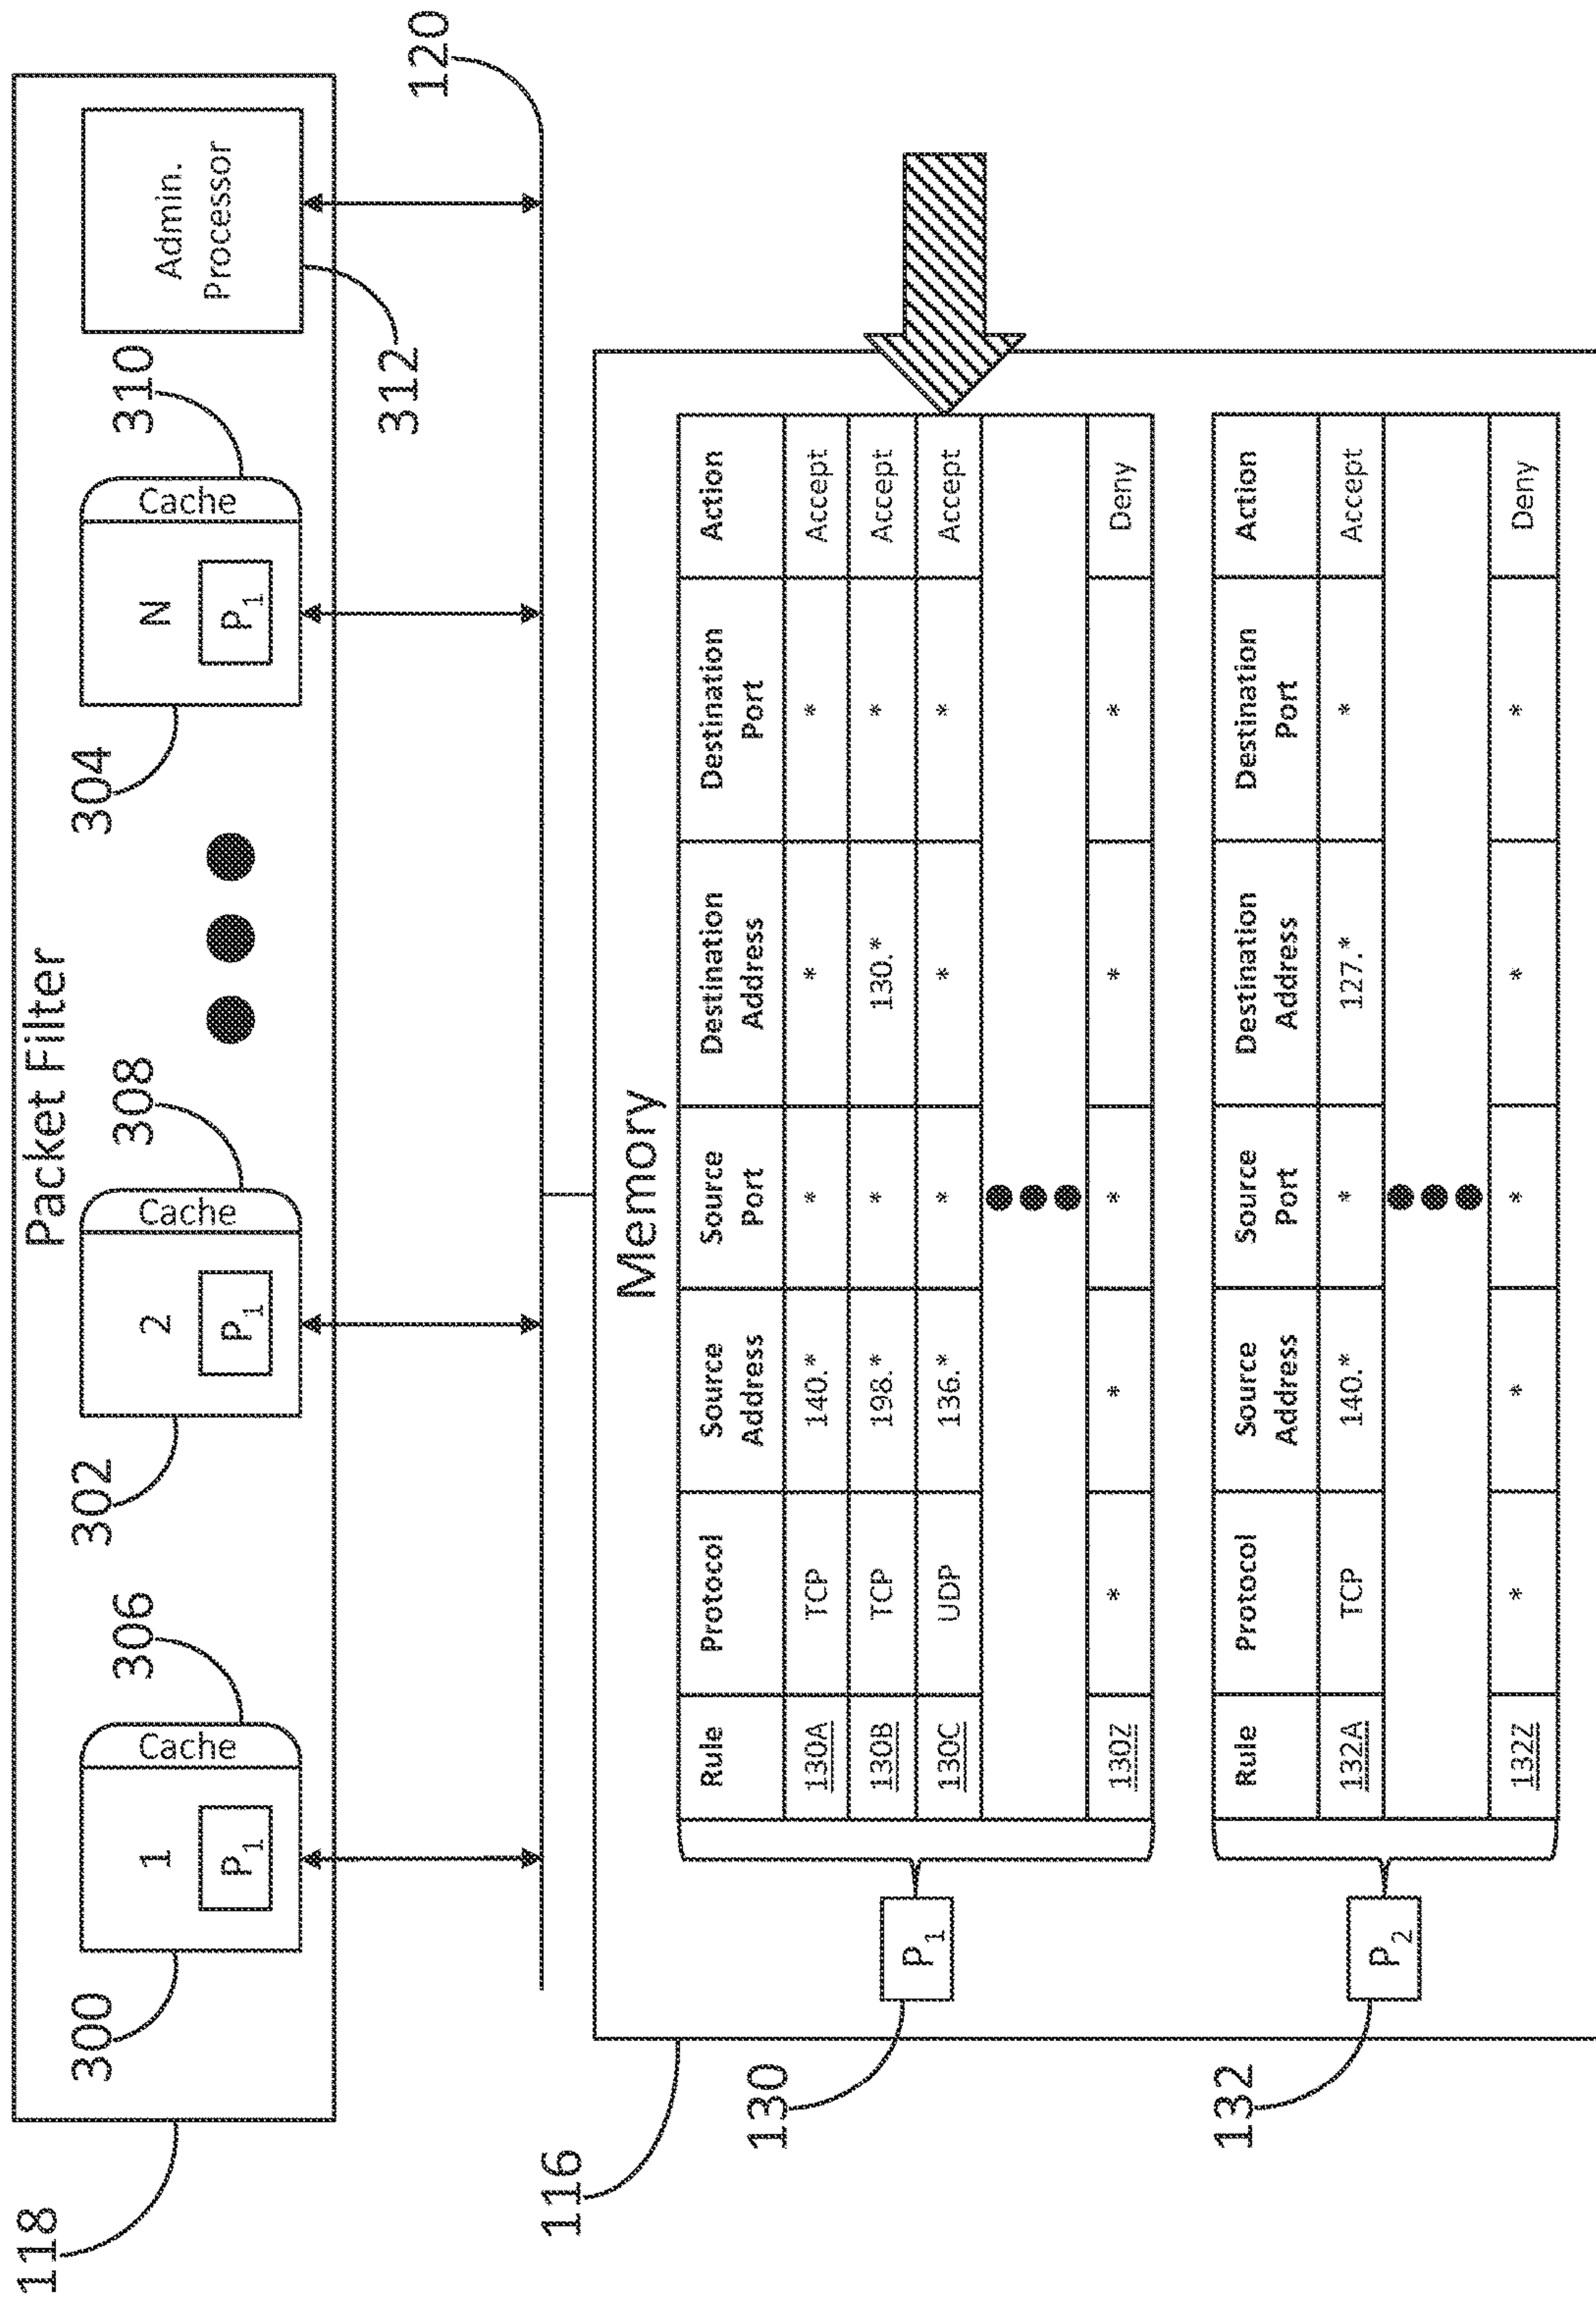 118
Packet Filter
300
306
302
308
304
310
312
1
P1
Cache
2
P1
Cache
N
P1
Cache
Admin.
Processor
120
116
Memory
130
P1
Rule Protocol Source Address Source Port Destination Address Destination Port Action
130A TCP 140.* * * * Accept
130B TCP 198.* * 130.* * Accept
130C UDP 136.* * * * Accept
130Z * * * * * Deny
132
P2
Rule Protocol Source Address Source Port Destination Address Destination Port Action
132A TCP 140.* * 127.* * Accept
132Z * * * * * Deny